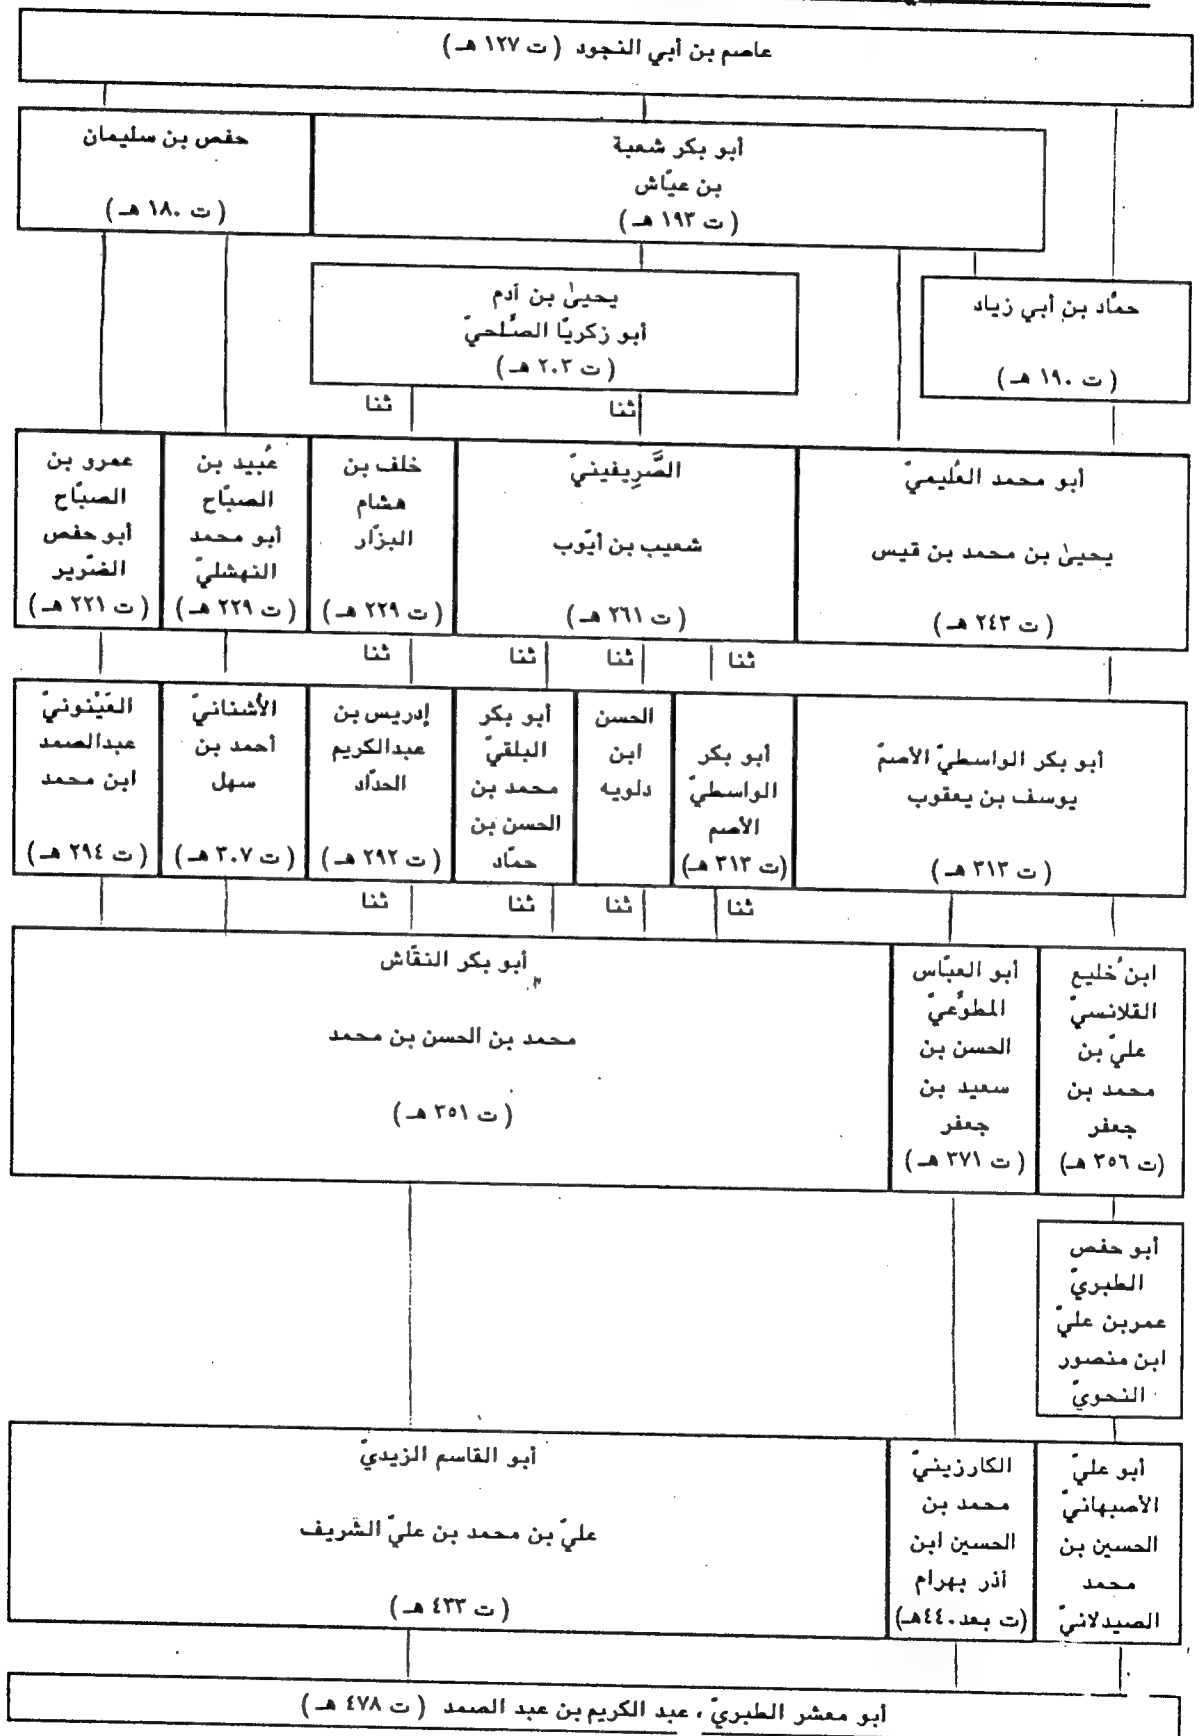 عاصم بن أبي النجود ( ت ١٢٧ هـ )
أبو بكر شعبة
بن عيّاش
( ت ١٩٣ هـ )
حفص بن سليمان
( ت ١٨٠ هـ )
حمّاد بن أبي زياد
( ت ١٩٠ هـ )
يحيىٰ بن آدم
أبو زكريّا الصُّلحيّ
( ت ٢٠٣ هـ )
ثنا
ثنا
أبو محمد العُليميّ
يحيىٰ بن محمد بن قيس
( ت ٢٤٣ هـ )
الصَّرِيفينيّ
شعيب بن أيّوب
( ت ٢٦١ هـ )
خلف بن
هشام
البزّار
( ت ٢٢٩ هـ )
عُبيد بن
الصبّاح
أبو محمد
النهشليّ
( ت ٢٢٩ هـ )
عمرو بن
الصبّاح
أبو حفص
الضّرير
( ت ٢٢١ هـ )
ثنا
ثنا
ثنا
ثنا
أبو بكر الواسطيّ الأصمّ
يوسف بن يعقوب
( ت ٣١٣ هـ )
أبو بكر
الواسطيّ
الأصم
(ت ٣١٣ هـ)
الحسن
ابن
دلويه
أبو بكر
البلقيّ
محمد بن
الحسن بن
حمّاد
إدريس بن
عبدالكريم
الحدّاد
( ت ٢٩٢ هـ )
الأُشنانيّ
أحمد بن
سهل
( ت ٣٠٧ هـ )
العَيْنونيّ
عبدالصمد
ابن محمد
( ت ٢٩٤ هـ )
ثنا
ثنا
ثنا
ثنا
ابن خُليع
القلانسيّ
عليّ بن
محمد بن
جعفر
(ت ٣٥٦ هـ)
أبو العبّاس
المطوّعيّ
الحسن بن
سعيد بن
جعفر
( ت ٣٧١ هـ )
أبو بكر النقّاش
محمد بن الحسن بن محمد
( ت ٣٥١ هـ )
أبو حفص
الطبريّ
عمربن عليّ
ابن منصور
النحويّ
أبو عليّ
الأصبهانيّ
الحسين بن
محمد
الصيدلانيّ
الكارزينيّ
محمد بن
الحسين ابن
أذر بهرام
(ت بعد٤٤٠هـ)
أبو القاسم الزيديّ
عليّ بن محمد بن عليّ الشريف
( ت ٤٣٣ هـ )
أبو معشر الطبريّ ، عبد الكريم بن عبد الصمد ( ت ٤٧٨ هـ )